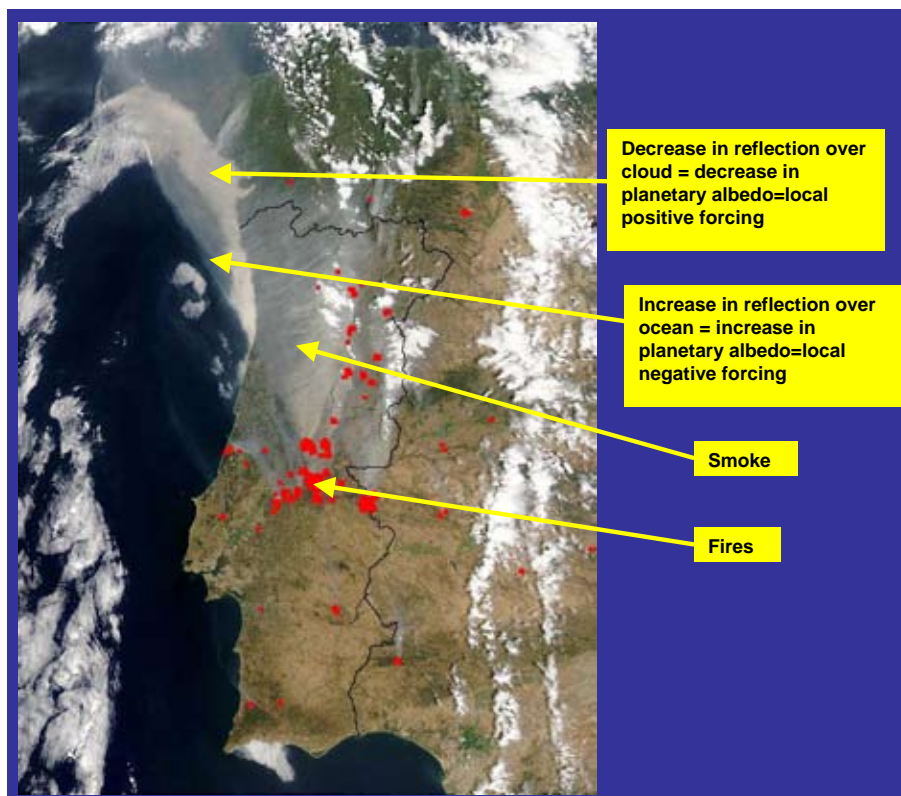 Decrease in reflection over
cloud = decrease in
planetary albedo=local
positive forcing
Increase in reflection over
ocean = increase in
planetary albedo=local
negative forcing
Smoke
Fires